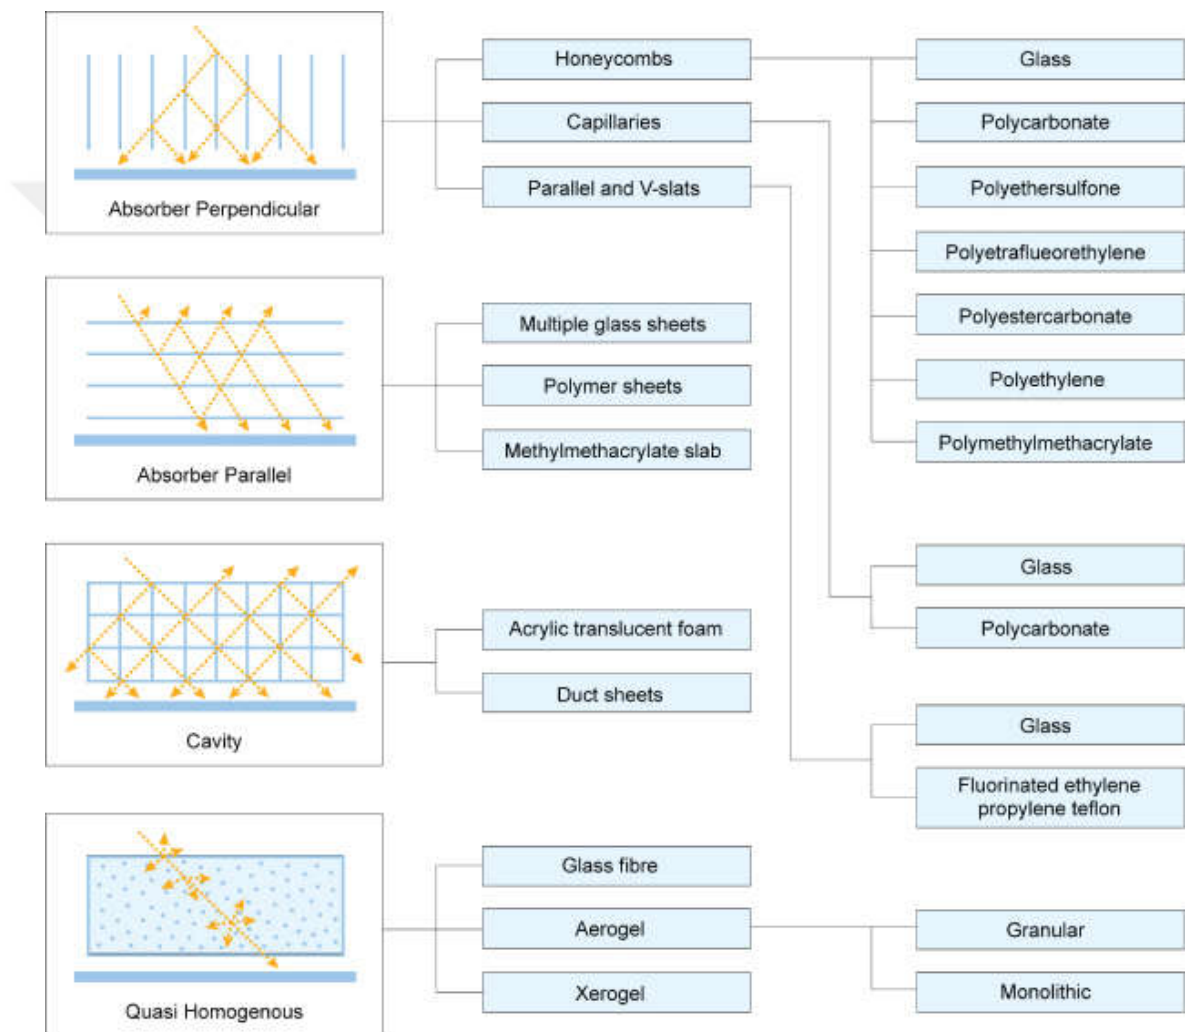 Absorber Perpendicular
Honeycombs
Capillaries
Parallel and V-slats
Glass
Polycarbonate
Polyethersulfone
Polyetraflueorethylene
Polyestercarbonate
Polyethylene
Polymethylmethacrylate
Absorber Parallel
Multiple glass sheets
Polymer sheets
Methylmethacrylate slab
Glass
Polycarbonate
Cavity
Acrylic translucent foam
Duct sheets
Glass
Fluorinated ethylene
propylene teflon
Quasi Homogenous
Glass fibre
Aerogel
Xerogel
Granular
Monolithic